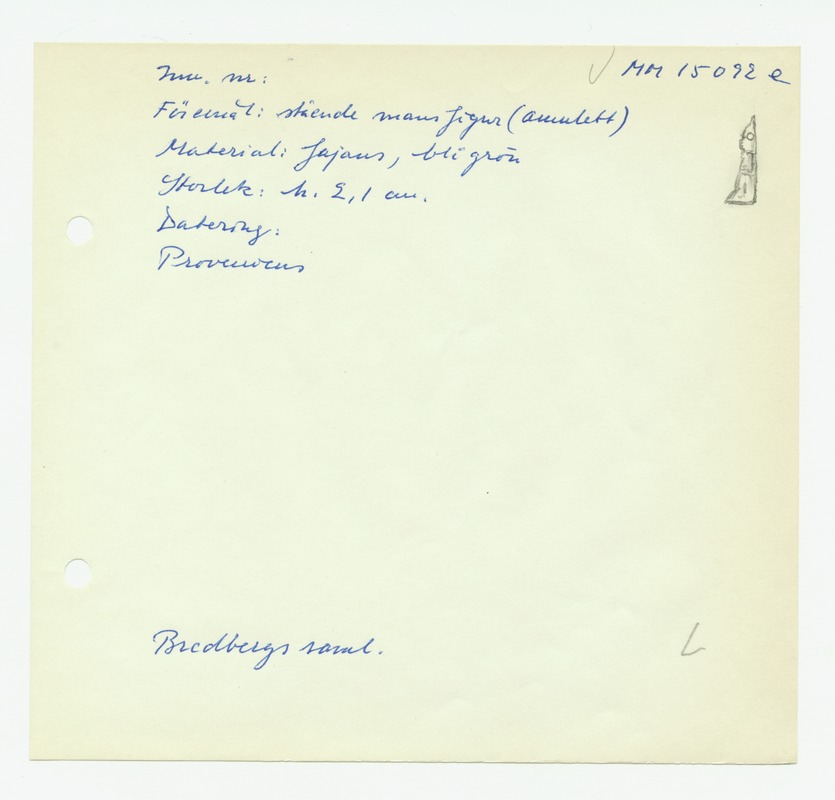 Inv. nr: MM 15092 e
Föremål: stående mansfigur (amulett)
Material: fajans, blågrön
Storlek: h. 2,1 cm.
Datering:
Proveniens
Bredbergs saml.
L